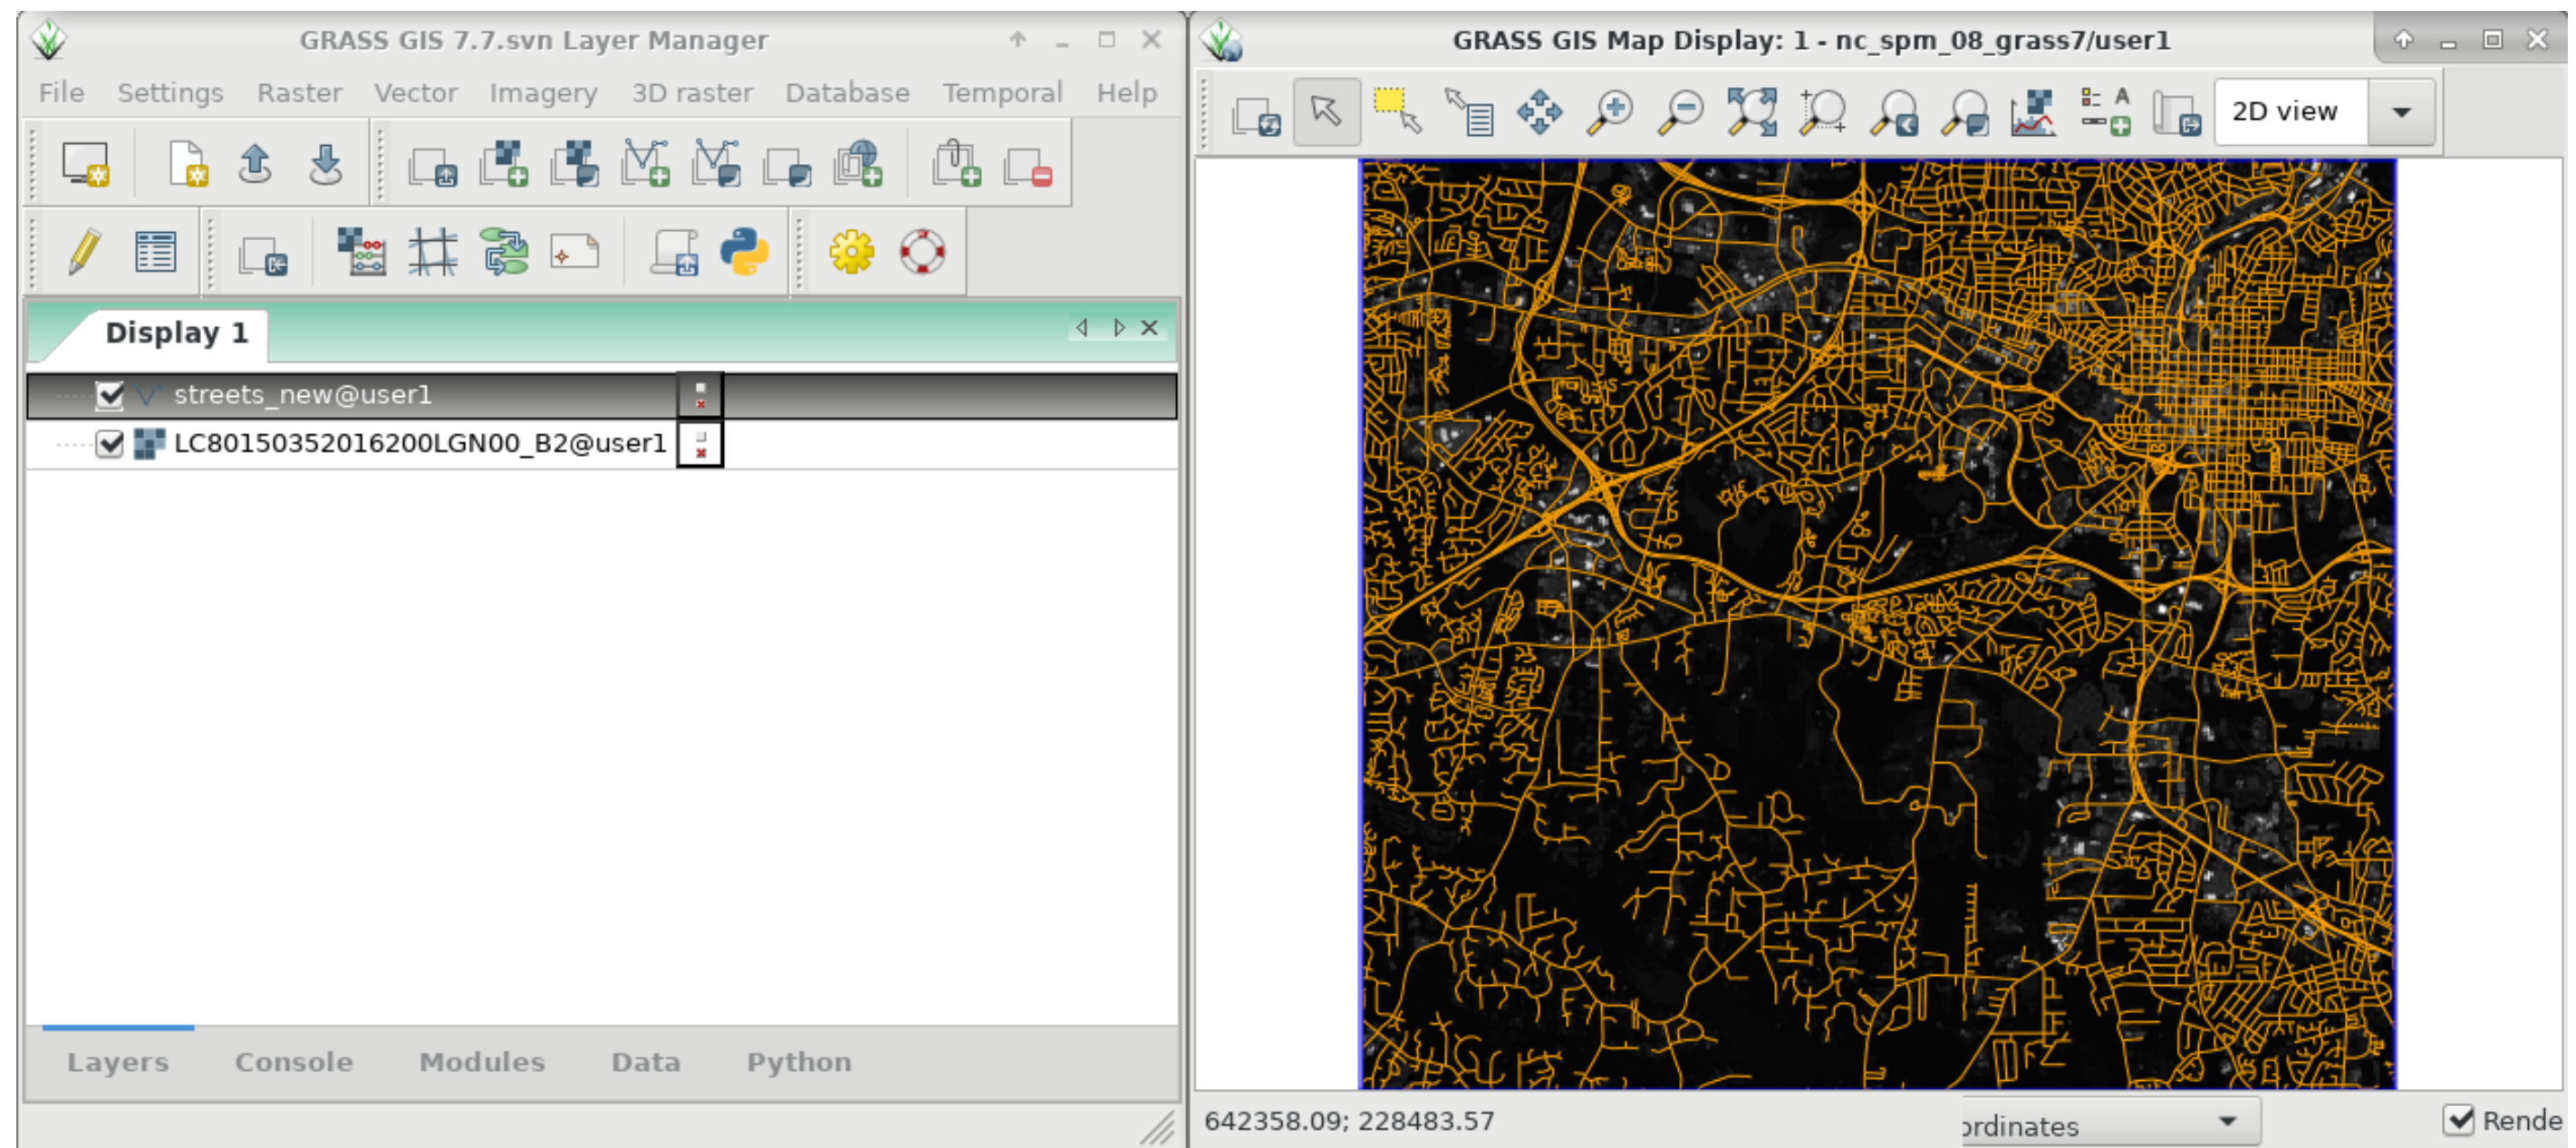 GRASS GIS 7.7.svn Layer Manager
File Settings Raster Vector Imagery 3D raster Database Temporal Help
Display 1
streets_new@user1
LC80150352016200LGN00_B2@user1
Layers Console Modules Data Python
GRASS GIS Map Display: 1 - nc_spm_08_grass7/user1
A
2D view
642358.09; 228483.57
ordinates
Rende